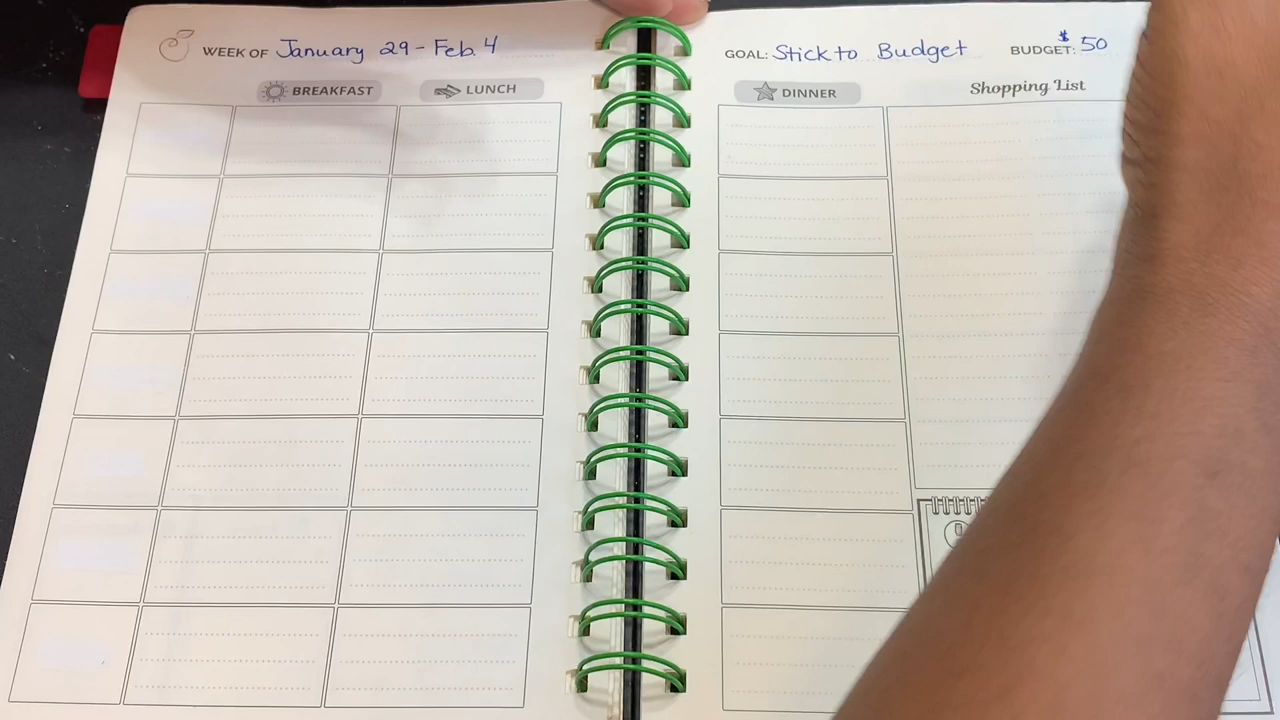 WEEK OF January 29 - Feb. 4
BREAKFAST
LUNCH
GOAL: Stick to Budget
BUDGET: $50
DINNER
Shopping List